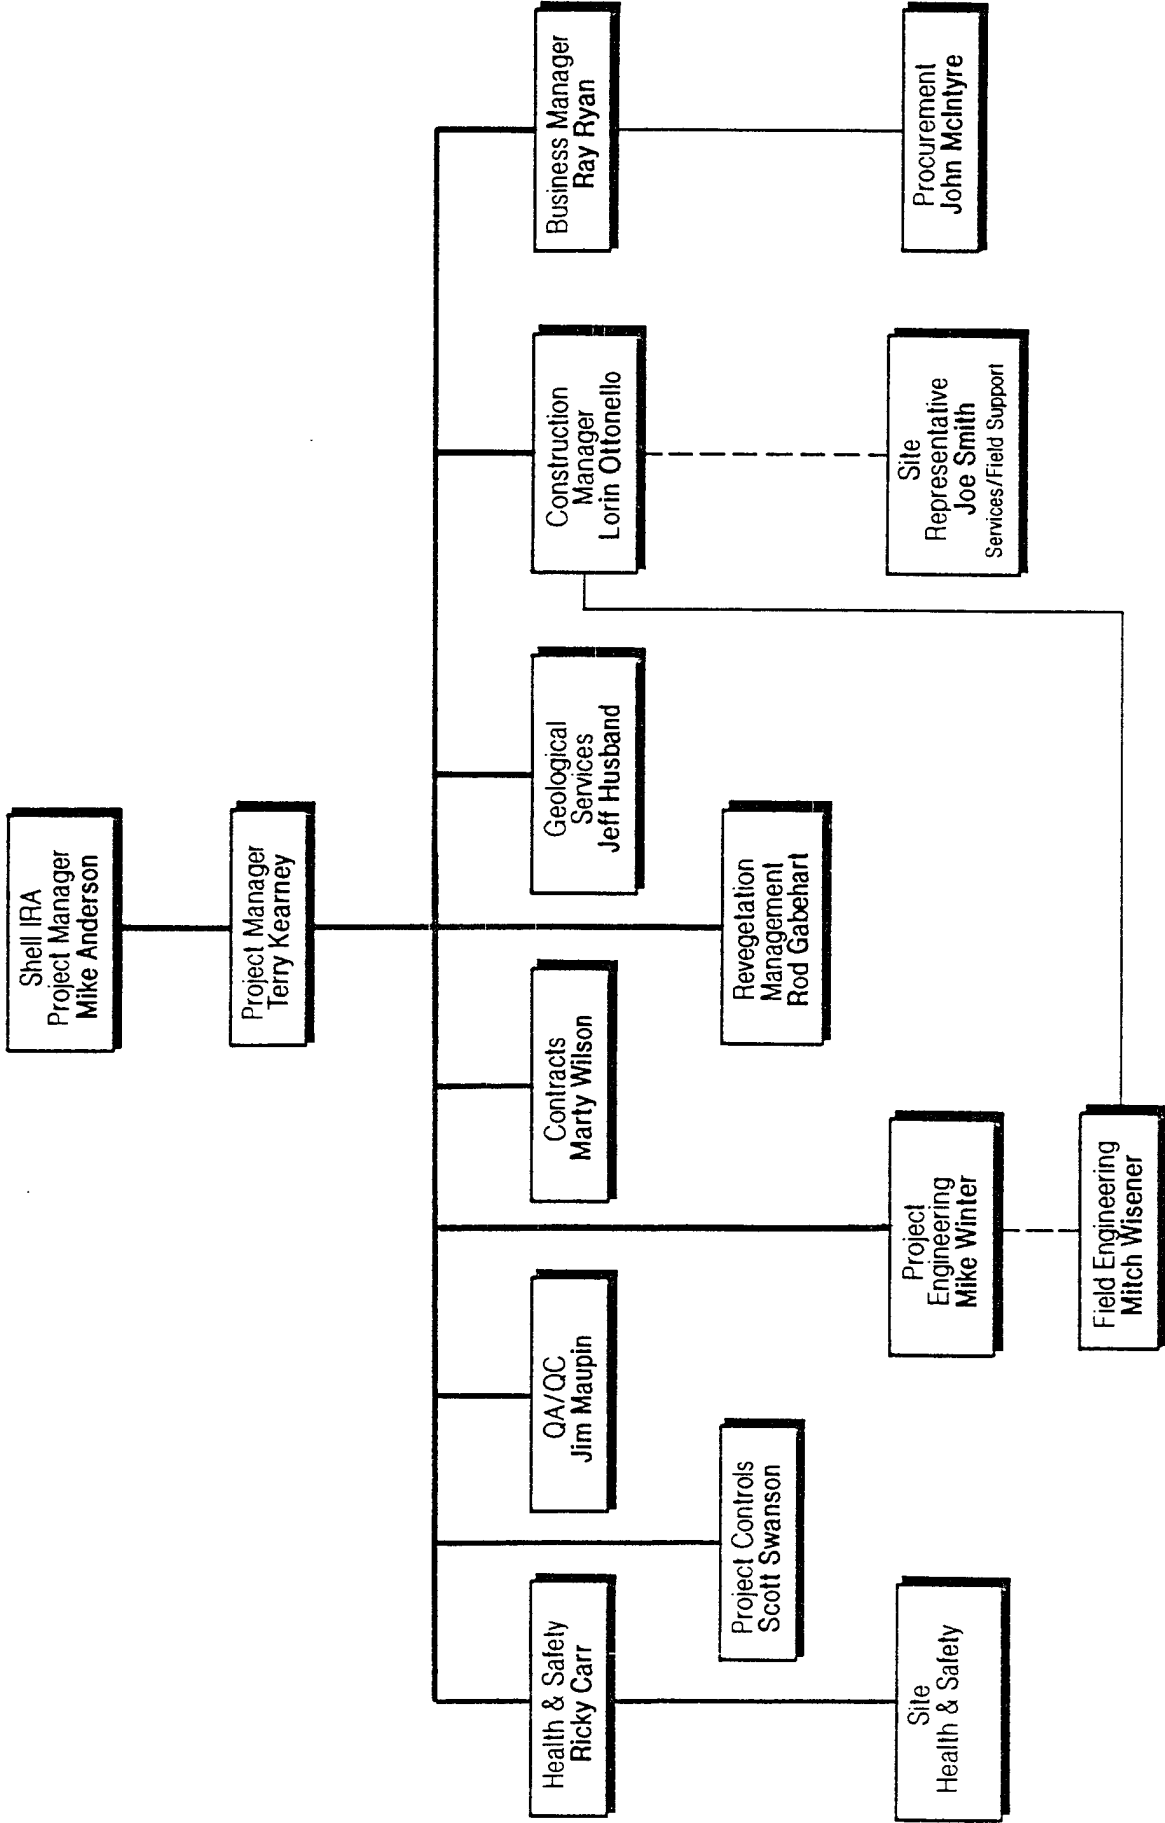 Shell IRA
Project Manager
Mike Anderson
Project Manager
Terry Kearney
Health & Safety
Ricky Carr
QA/QC
Jim Maupin
Contracts
Marty Wilson
Geological
Services
Jeff Husband
Construction
Manager
Lorin Ottonello
Business Manager
Ray Ryan
Project Controls
Scott Swanson
Revegetation
Management
Rod Gabehart
Site
Health & Safety
Project
Engineering
Mike Winter
Site
Representative
Joe Smith
Services/Field Support
Procurement
John McIntyre
Field Engineering
Mitch Wisener